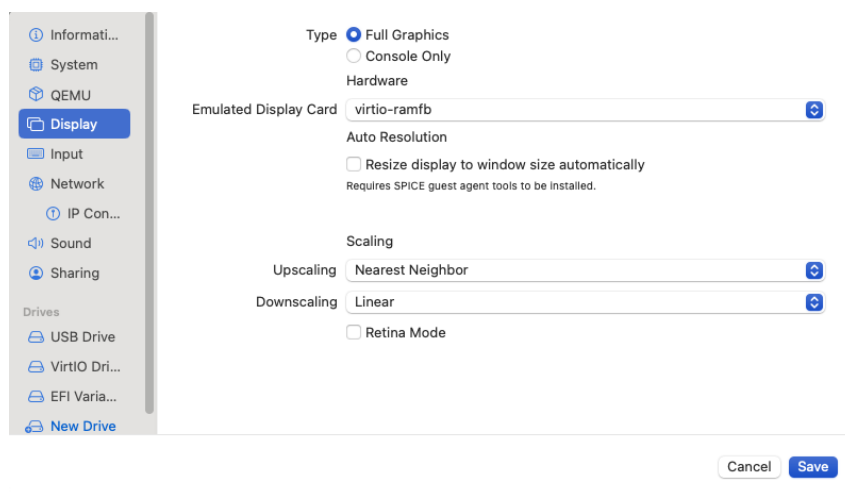 Informati...
System
QEMU
Display
Input
Network
IP Con...
Sound
Sharing
Drives
USB Drive
VirtIO Dri...
EFI Varia...
New Drive
Type Full Graphics
Console Only
Hardware
Emulated Display Card virtio-ramfb
Auto Resolution
Resize display to window size automatically
Requires SPICE guest agent tools to be installed.
Scaling
Upscaling Nearest Neighbor
Downscaling Linear
Retina Mode
Cancel Save